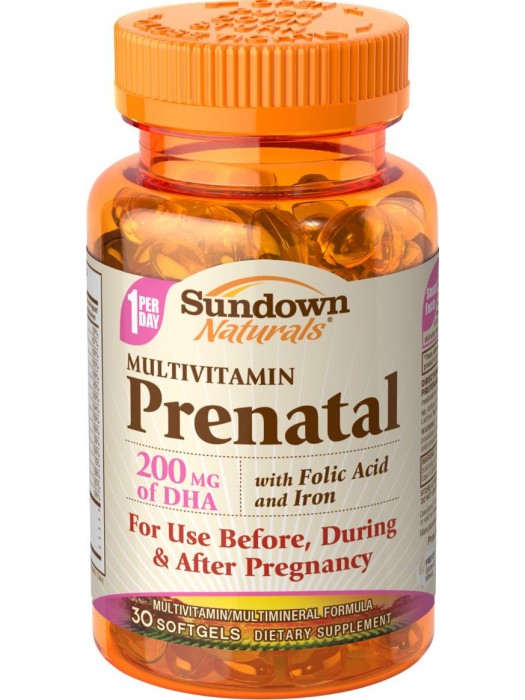 1 PER
DAY
Sundown
Naturals®
MULTIVITAMIN
Prenatal
200 MG
of DHA
with Folic Acid
and Iron
For Use Before, During
& After Pregnancy
MULTIVITAMIN/MULTIMINERAL FORMULA
30 SOFTGELS DIETARY SUPPLEMENT